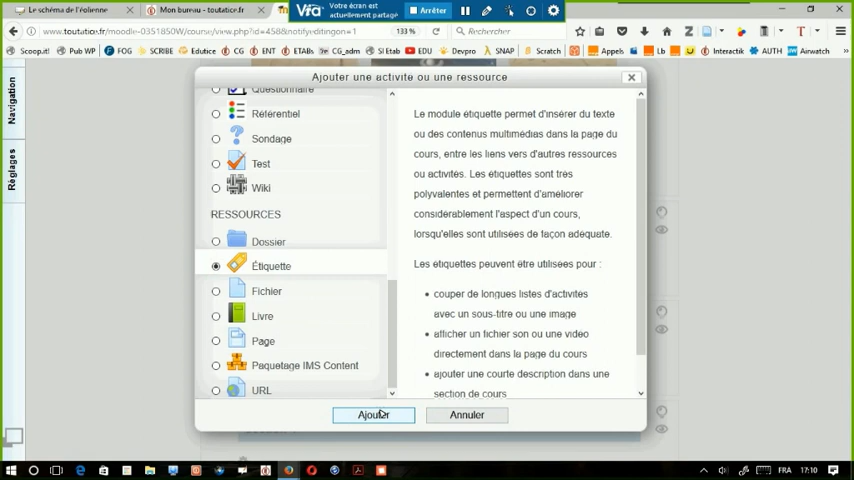 Le schéma de l'éolienne
Mon bureau - toutatice.fr
Votre écran est
actuellement partagé
Arrêter
www.toutatice.fr/moodle-0351850W/course/view.php?id=458&notifyeditingon=1
133 %
Rechercher
Scoop.it!
Pub WP
SCRIBE
Edutice
CG
ENT
ETAB
CG_adm
SI Etab
EDU
Devpro
Scratch
Appels
Lb
Interactik
AUTH
Airwatch
Navigation
Réglages
Ajouter une activité ou une ressource
Questionnaire
Référentiel
Sondage
Test
Wiki
RESSOURCES
Dossier
Étiquette
Fichier
Livre
Page
Paquetage IMS Content
URL
Le module étiquette permet d'insérer du texte
ou des contenus multimédias dans la page du
cours, entre les liens vers d'autres ressources
ou activités. Les étiquettes sont très
polyvalentes et permettent d'améliorer
considérablement l'aspect d'un cours,
lorsqu'elles sont utilisées de façon adéquate.
Les étiquettes peuvent être utilisées pour :
couper de longues listes d'activités
avec un sous-titre ou une image
afficher un fichier son ou une vidéo
directement dans la page du cours
ajouter une courte description dans une
section de cours
Ajouter
Annuler
FRA
17:10